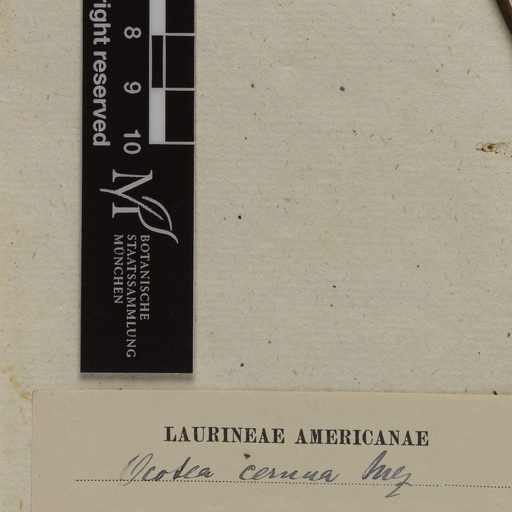 right reserved
8
9
10
BOTANISCHE
STAATSSAMMLUNG
MÜNCHEN
LAURINEAE AMERICANAE
Ocotea cernua Mez